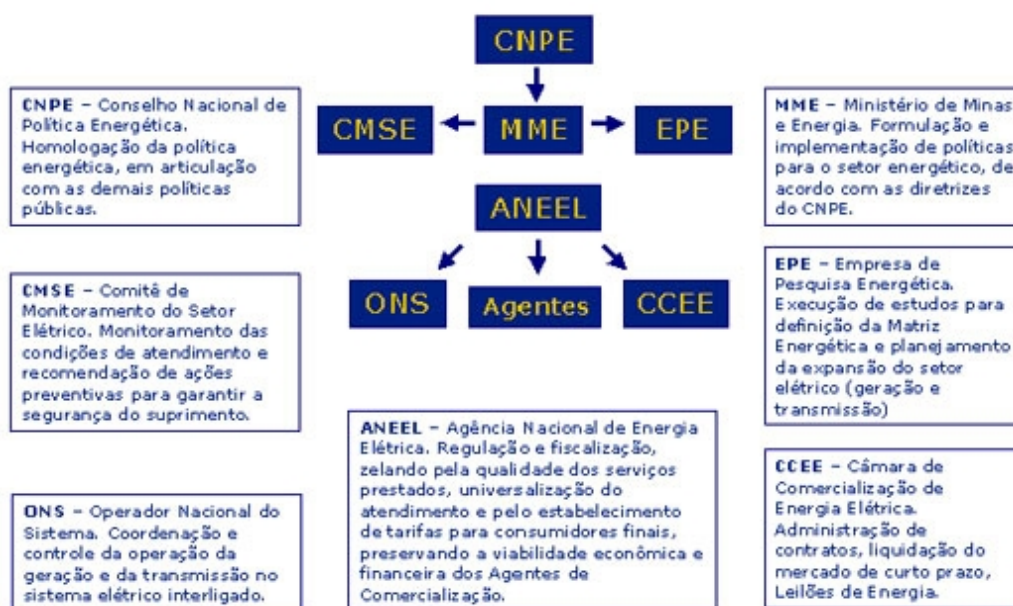 CNPE
CMSE
MME
EPE
ANEEL
ONS
Agentes
CCEE
CNPE – Conselho Nacional de
Política Energética.
Homologação da política
energética, em articulação
com as demais políticas
públicas.
CMSE – Comitê de
Monitoramento do Setor
Elétrico. Monitoramento das
condições de atendimento e
recomendação de ações
preventivas para garantir a
segurança do suprimento.
ONS – Operador Nacional do
Sistema. Coordenação e
controle da operação da
geração e da transmissão no
sistema elétrico interligado.
ANEEL – Agência Nacional de Energia
Elétrica. Regulação e fiscalização,
zelando pela qualidade dos serviços
prestados, universalização do
atendimento e pelo estabelecimento
de tarifas para consumidores finais,
preservando a viabilidade econômica e
financeira dos Agentes de
Comercialização.
MME – Ministério de Minas
e Energia. Formulação e
implementação de políticas
para o setor energético, de
acordo com as diretrizes
do CNPE.
EPE – Empresa de
Pesquisa Energética.
Execução de estudos para
definição da Matriz
Energética e planejamento
da expansão do setor
elétrico (geração e
transmissão)
CCEE – Câmara de
Comercialização de
Energia Elétrica.
Administração de
contratos, liquidação do
mercado de curto prazo,
Leilões de Energia.